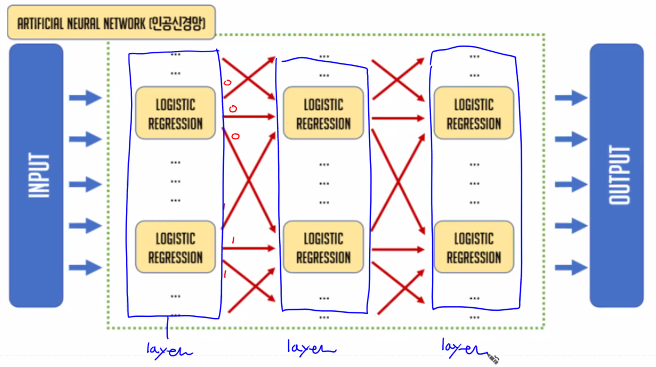 ARTIFICIAL NEURAL NETWORK (인공신경망)
INPUT
...
...
0
0
LOGISTIC
REGRESSION
0
...
...
...
1
LOGISTIC
REGRESSION
1
...
...
layer
...
...
LOGISTIC
REGRESSION
...
...
...
LOGISTIC
REGRESSION
...
...
layer
...
...
LOGISTIC
REGRESSION
...
...
...
LOGISTIC
REGRESSION
...
...
layer
OUTPUT